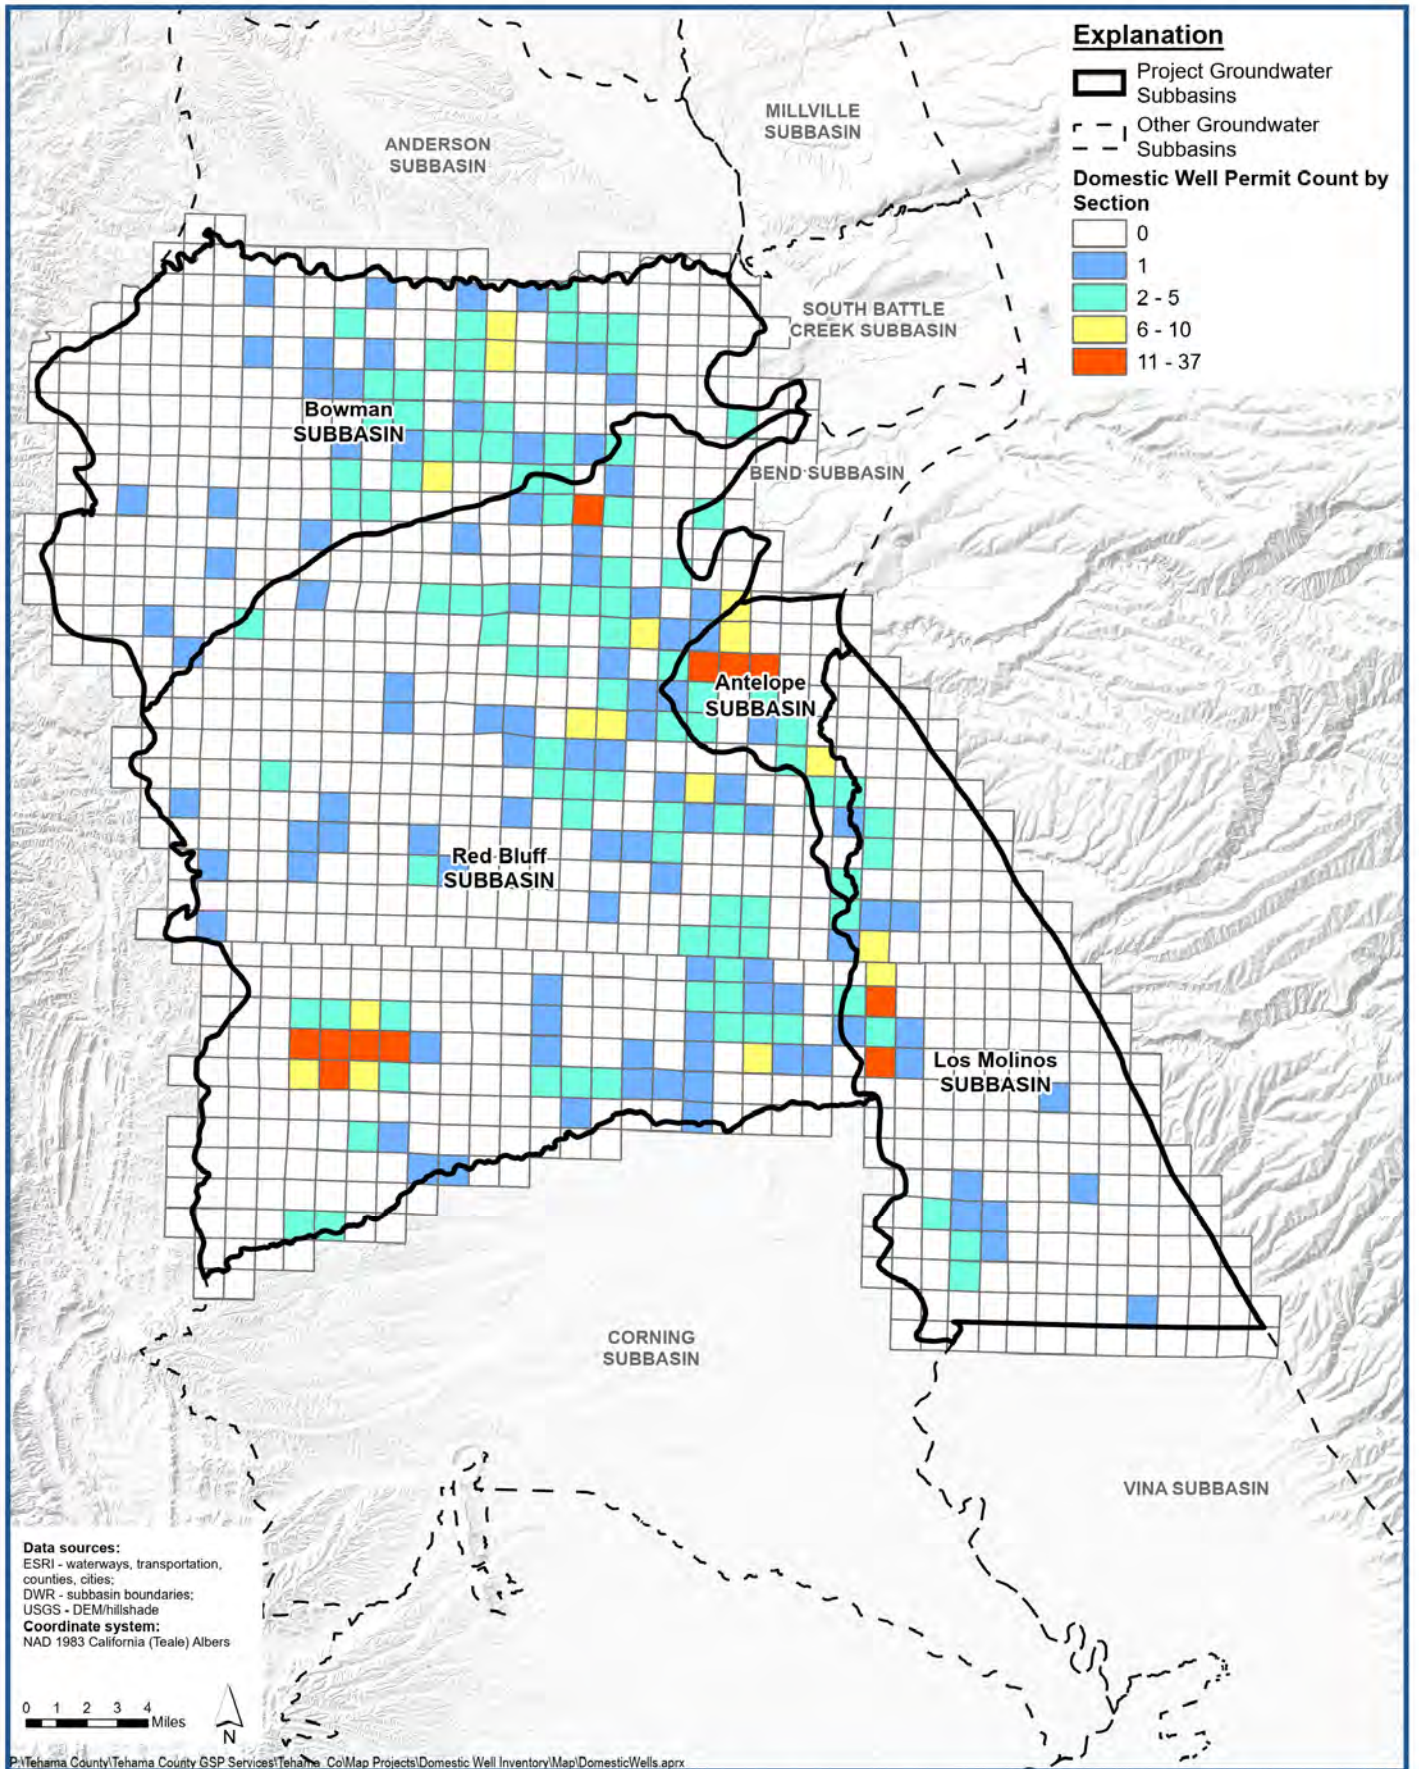 Explanation
Project Groundwater
Subbasins
Other Groundwater
Subbasins
Domestic Well Permit Count by
Section
0
1
2 - 5
6 - 10
11 - 37
MILLVILLE
SUBBASIN
ANDERSON
SUBBASIN
SOUTH BATTLE
CREEK SUBBASIN
Bowman
SUBBASIN
BEND SUBBASIN
Antelope
SUBBASIN
Red Bluff
SUBBASIN
Los Molinos
SUBBASIN
CORNING
SUBBASIN
VINA SUBBASIN
Data sources:
ESRI - waterways, transportation,
counties, cities;
DWR - subbasin boundaries;
USGS - DEM/hillshade
Coordinate system:
NAD 1983 California (Teale) Albers
0 1 2 3 4
Miles
N
P:\Tehama County\Tehama County GSP Services\Tehama_Co\Map Projects\Domestic Well Inventory\Map\DomesticWells.aprx